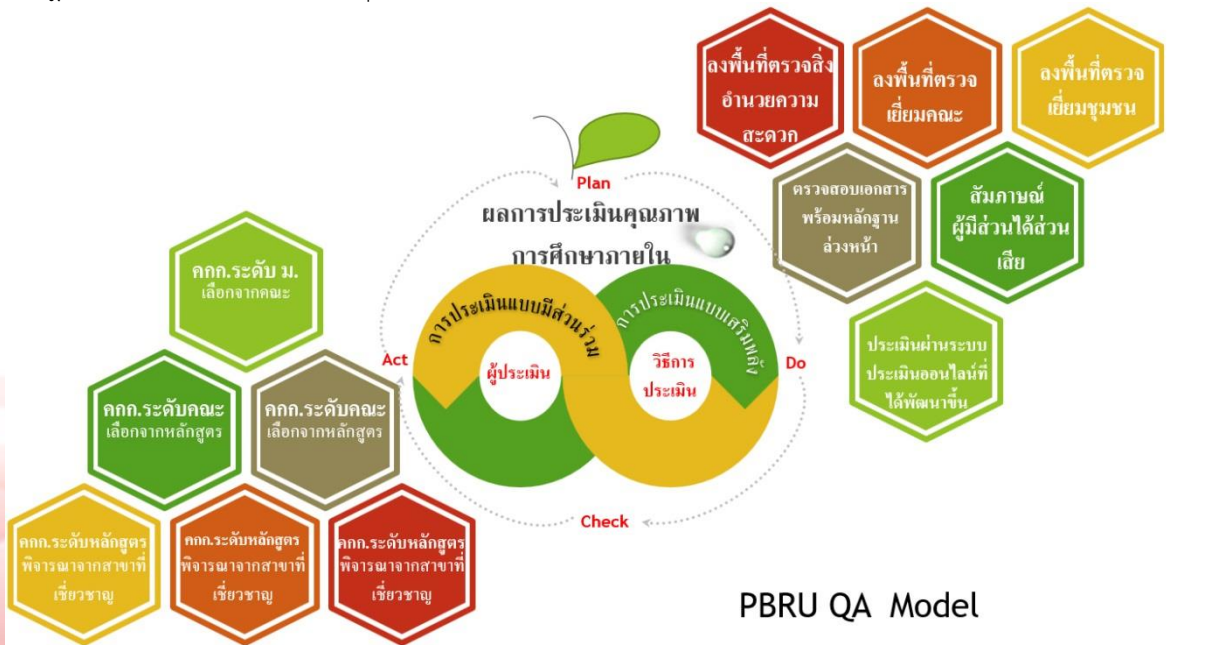 ลงพื้นที่ตรวจสิ่ง
อำนวยความ
สะดวก
ลงพื้นที่ตรวจ
เยี่ยมคณะ
ลงพื้นที่ตรวจ
เยี่ยมชุมชน
ตรวจสอบเอกสาร
พร้อมหลักฐาน
ล่วงหน้า
สัมภาษณ์
ผู้มีส่วนได้ส่วน
เสีย
ประเมินผ่านระบบ
ประเมินออนไลน์ที่
ได้พัฒนาขึ้น
Plan
ผลการประเมินคุณภาพ
การศึกษาภายใน
การประเมินแบบมีส่วนร่วม
การประเมินแบบเสริมพลัง
Act
ผู้ประเมิน
วิธีการ
ประเมิน
Do
Check
คกก.ระดับ ม.
เลือกจากคณะ
คกก.ระดับคณะ
เลือกจากหลักสูตร
คกก.ระดับคณะ
เลือกจากหลักสูตร
คกก.ระดับหลักสูตร
พิจารณาจากสาขาที่
เชี่ยวชาญ
คกก.ระดับหลักสูตร
พิจารณาจากสาขาที่
เชี่ยวชาญ
คกก.ระดับหลักสูตร
พิจารณาจากสาขาที่
เชี่ยวชาญ
PBRU QA Model